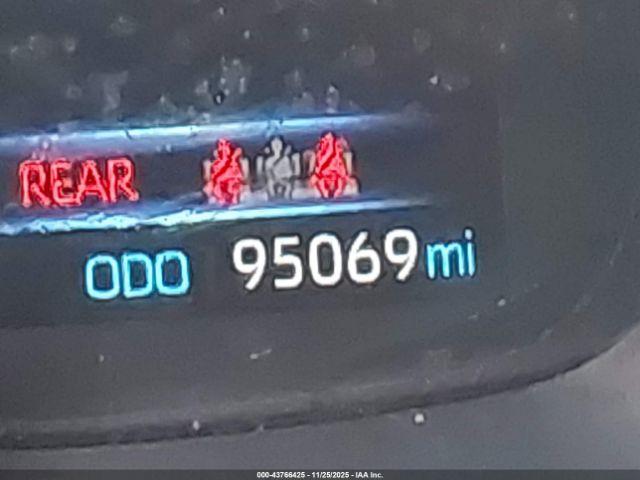 REAR
ODO 95069 mi
000-43766425 - 11/25/2025 - IAA Inc.